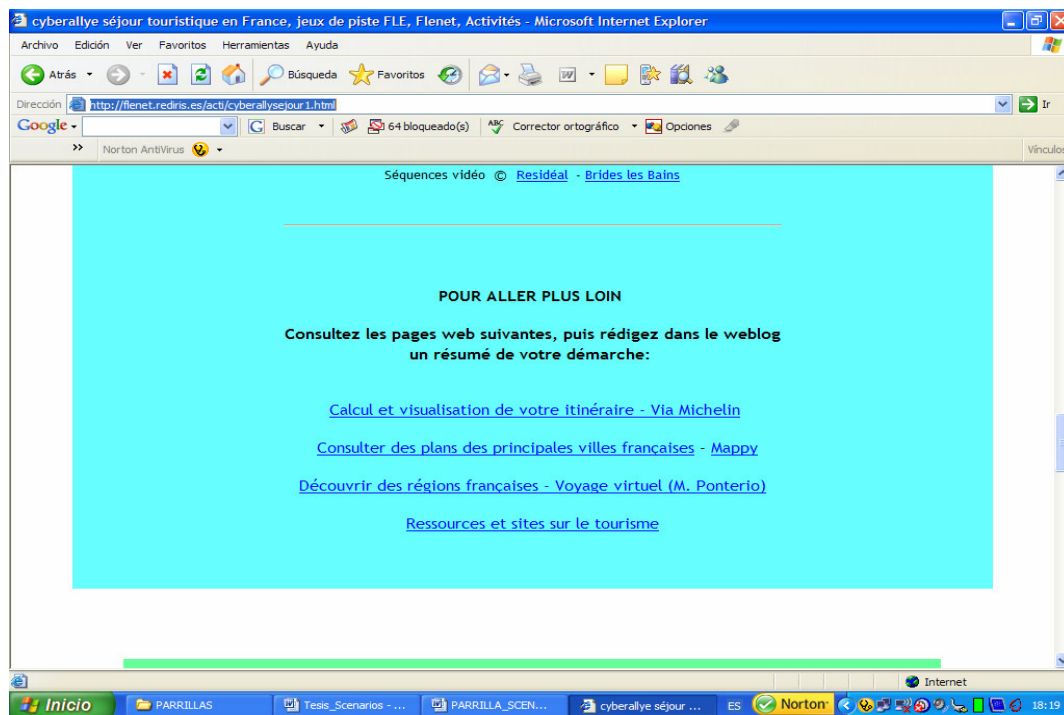 cyberallye séjour touristique en France, jeux de piste FLE, Flenet, Activités - Microsoft Internet Explorer
Archivo Edición Ver Favoritos Herramientas Ayuda
Atrás Búsqueda Favoritos
Dirección http://flenet.rediris.es/acti/cyberallysejour1.html Ir
Google Buscar 64 bloqueado(s) Corrector ortográfico Opciones
Norton AntiVirus Vínculos
Séquences vidéo © Residéal - Brides les Bains
POUR ALLER PLUS LOIN
Consultez les pages web suivantes, puis rédigez dans le weblog
un résumé de votre démarche:
Calcul et visualisation de votre itinéraire - Via Michelin
Consulter des plans des principales villes françaises - Mappy
Découvrir des régions françaises - Voyage virtuel (M. Ponterio)
Ressources et sites sur le tourisme
Internet
Inicio PARRILLAS Tesis_Scenarios - ... PARRILLA_SCEN... cyberallye séjour ... ES Norton 18:19